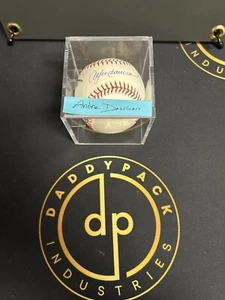 Andre Dawson
DADDYPACK
dp
INDUSTRIES